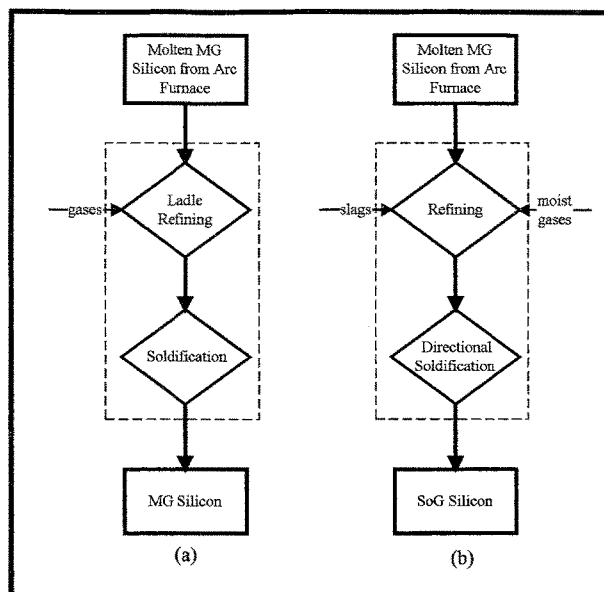 Molten MG
Silicon from Arc
Furnace
gases
Ladle
Refining
Soldification
MG Silicon
(a)
Molten MG
Silicon from Arc
Furnace
slags
Refining
moist
gases
Directional
Soldification
SoG Silicon
(b)